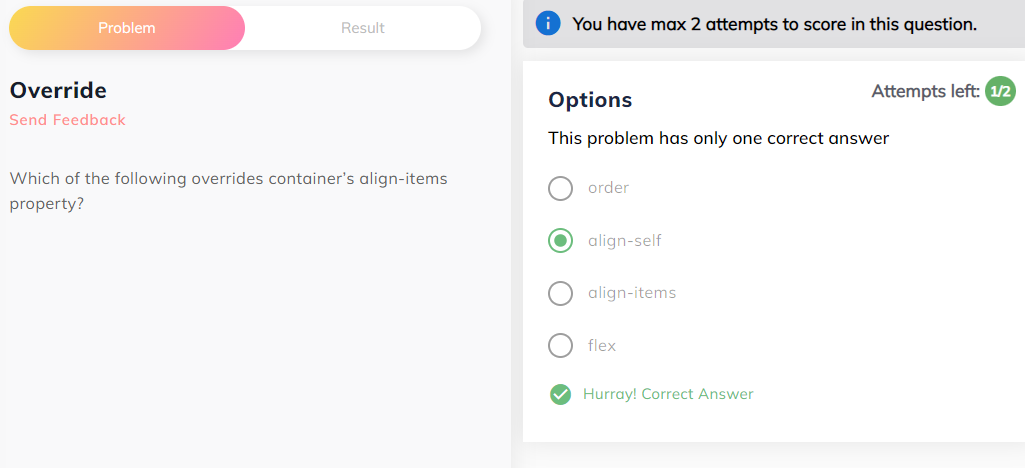 Problem
Result
Override
Send Feedback
Which of the following overrides container's align-items
property?
You have max 2 attempts to score in this question.
Options
Attempts left: 1/2
This problem has only one correct answer
order
align-self
align-items
flex
Hurray! Correct Answer